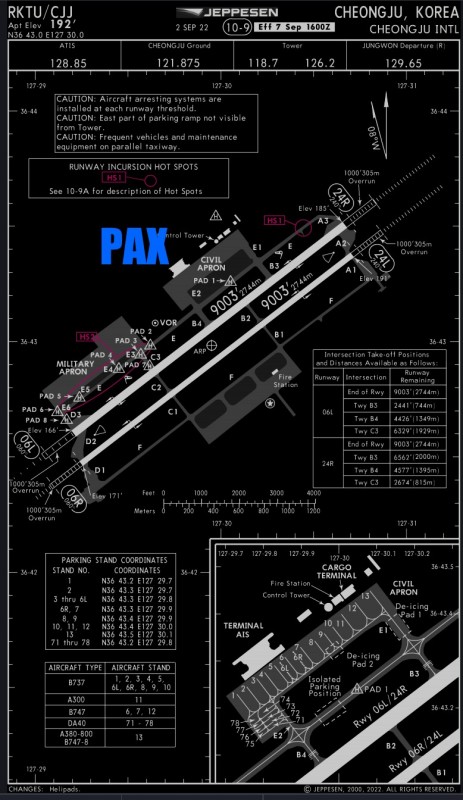 RKTU/CJJ
Apt Elev 192'
N36 43.0 E127 30.0
JEPPESEN
2 SEP 22 10-9 Eff 7 Sep 1600Z
CHEONGJU, KOREA
CHEONGJU INTL
ATIS
128.85
CHEONGJU Ground
121.875
Tower
118.7 126.2
JUNGWON Departure (R)
129.65
127-29
127-30
127-31
36-44
36-44
CAUTION: Aircraft arresting systems are
installed at each runway threshold.
CAUTION: East part of parking ramp not visible
from Tower.
CAUTION: Frequent vehicles and maintenance
equipment on parallel taxiway.
08°W
RUNWAY INCURSION HOT SPOTS
HS1
See 10-9A for description of Hot Spots
1000'305m
Overrun
24R
Elev 185'
HS1
A3
PAX
Control Tower
CIVIL
APRON
E1
E
B3
E
A2
1000'305m
Overrun
24L
A1
Elev 191'
PAD 1
E2
9003' 2744m
9003' 2744m
F
VOR
B4
B2
ARP
B1
36-43
36-43
HS2
PAD 2
PAD 3
PAD 4
E3
C3
PAD 7
E4
E
MILITARY
APRON
C2
C1
F
Fire
Station
PAD 5
E5
PAD 6
E6
PAD 8
D3
Elev 166'
06L
D2
E
F
D1
06R
Elev 171'
1000'305m
Overrun
1000'305m
Overrun
Intersection Take-off Positions
and Distances Available as Follows:
Runway Intersection Runway Remaining
06L End of Rwy 9003'(2744m)
Twy B3 2441'(744m)
Twy B4 4426'(1349m)
Twy C3 6329'(1929m)
24R End of Rwy 9003'(2744m)
Twy B3 6562'(2000m)
Twy B4 4577'(1395m)
Twy C3 2674'(815m)
Feet 0 1000 2000 3000 4000
Meters 0 200 400 600 800 1000 1200
127-30
127-31
36-42
36-42
PARKING STAND COORDINATES
STAND NO. COORDINATES
1 N36 43.2 E127 29.7
2 N36 43.2 E127 29.7
3 thru 6L N36 43.3 E127 29.8
6R, 7 N36 43.3 E127 29.9
8, 9 N36 43.4 E127 29.9
10, 11, 12 N36 43.4 E127 30.0
13 N36 43.5 E127 30.1
71 thru 78 N36 43.2 E127 29.8
AIRCRAFT TYPE AIRCRAFT STAND
B737 1, 2, 3, 4, 5,
6L, 6R, 8, 9, 10
A300 11
B747 6, 7, 12
DA40 71 - 78
A380-800
B747-8 13
127-29.7 127-29.8 127-29.9 127-30 127-30.1 127-30.2
36-43.5
CARGO
TERMINAL
Fire Station
Control Tower
CIVIL
APRON
36-43.4
TERMINAL
AIS
De-icing
Pad 1
E1
13
12
11
10
9
8
7
6R
6L
5
4
3
2
1
De-icing
Pad 2
B3
Isolated
Parking
Position
PAD 1
36-43.2
74
73
72
71
78
77
76
75
E2
E
B4
Rwy 06L/24R
B2
Rwy 06R/24L
B1
127-29
CHANGES: Helipads.
© JEPPESEN, 2000, 2022. ALL RIGHTS RESERVED.